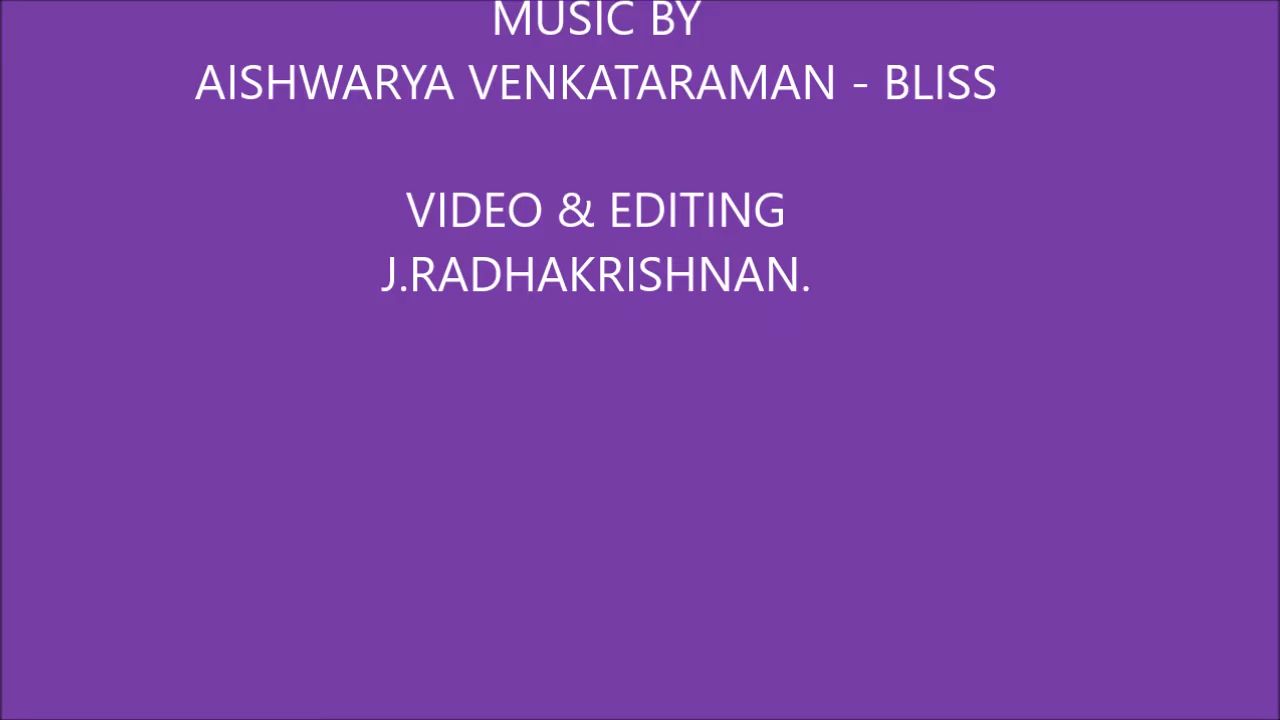 MUSIC BY
AISHWARYA VENKATARAMAN - BLISS
VIDEO & EDITING
J.RADHAKRISHNAN.